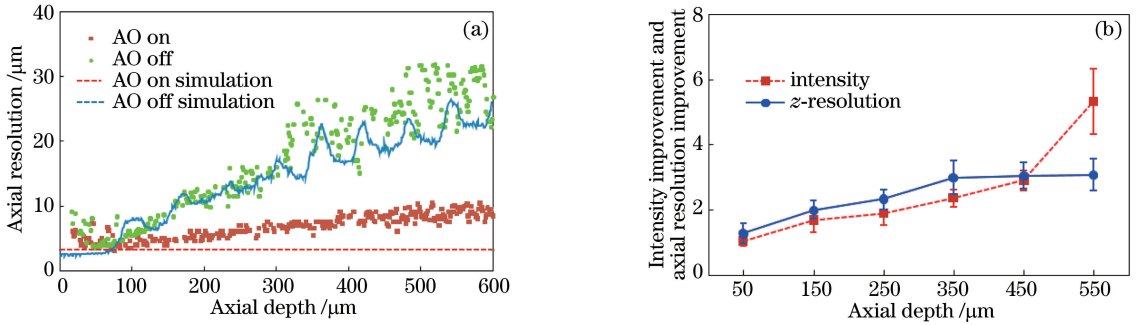 (a)
AO on
AO off
AO on simulation
AO off simulation
Axial resolution /μm
40
30
20
10
0
0 100 200 300 400 500 600
Axial depth /μm
(b)
intensity
z-resolution
Intensity improvement and
axial resolution improvement
8
6
4
2
0
50 150 250 350 450 550
Axial depth /μm